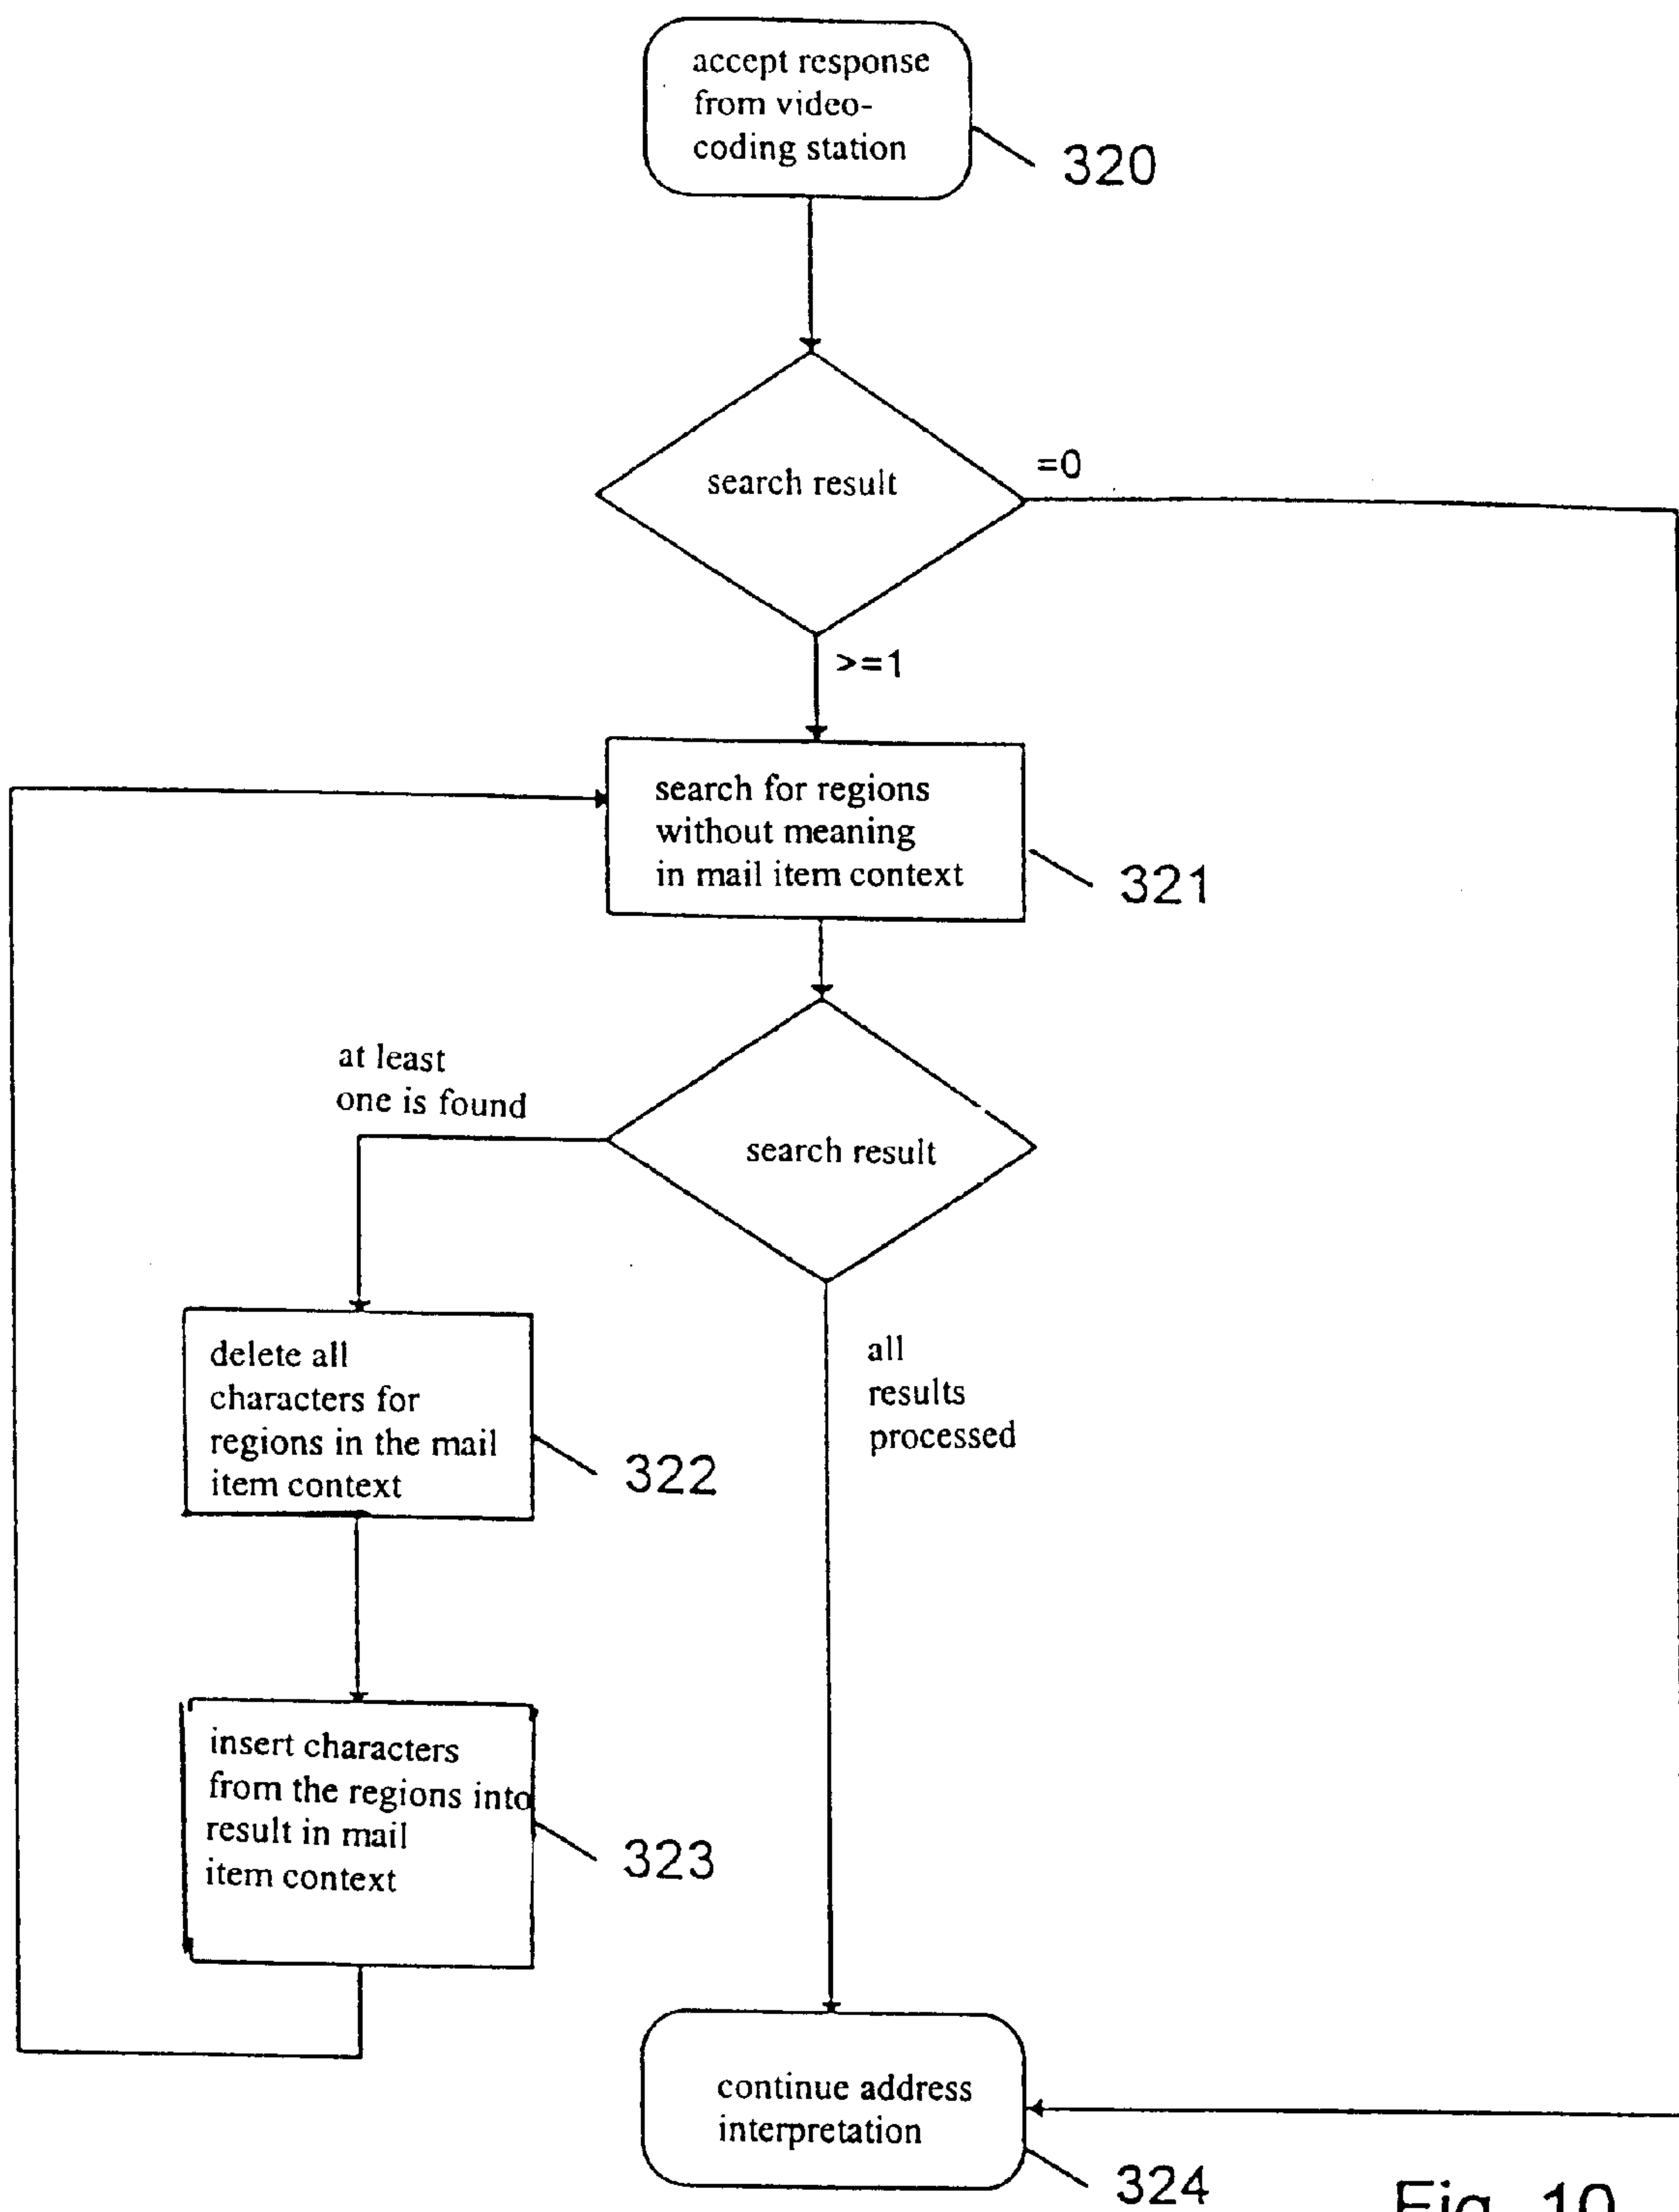 accept response
from video-
coding station
320
search result
=0
>=1
search for regions
without meaning
in mail item context
321
at least
one is found
search result
delete all
characters for
regions in the mail
item context
322
all
results
processed
insert characters
from the regions into
result in mail
item context
323
continue address
interpretation
324
Fig. 10